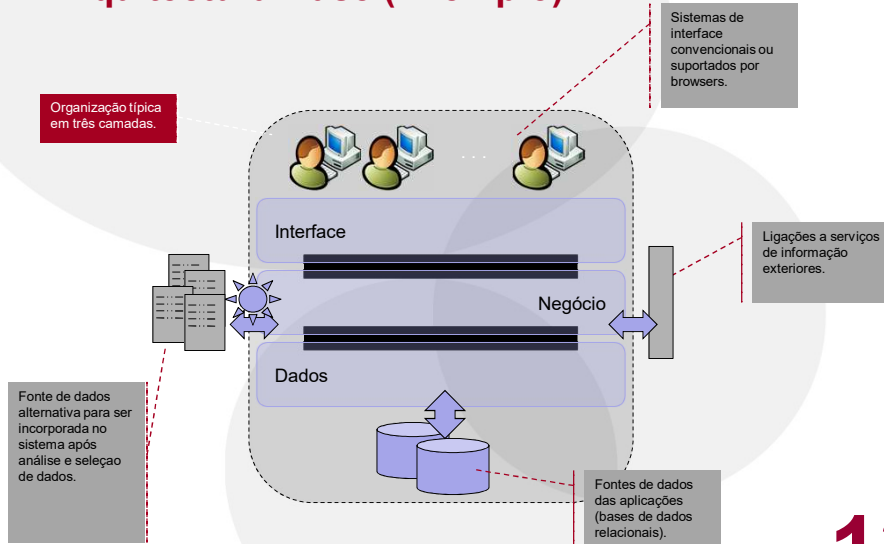 Sistemas de
interface
convencionais ou
suportados por
browsers.
Organização típica
em três camadas.
. . .
Interface
Ligações a serviços
de informação
exteriores.
Negócio
Dados
Fonte de dados
alternativa para ser
incorporada no
sistema após
análise e seleçao
de dados.
Fontes de dados
das aplicações
(bases de dados
relacionais).